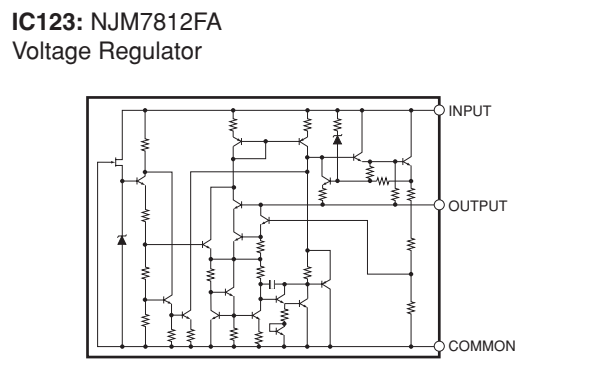 IC123: NJM7812FA
Voltage Regulator
INPUT
OUTPUT
COMMON